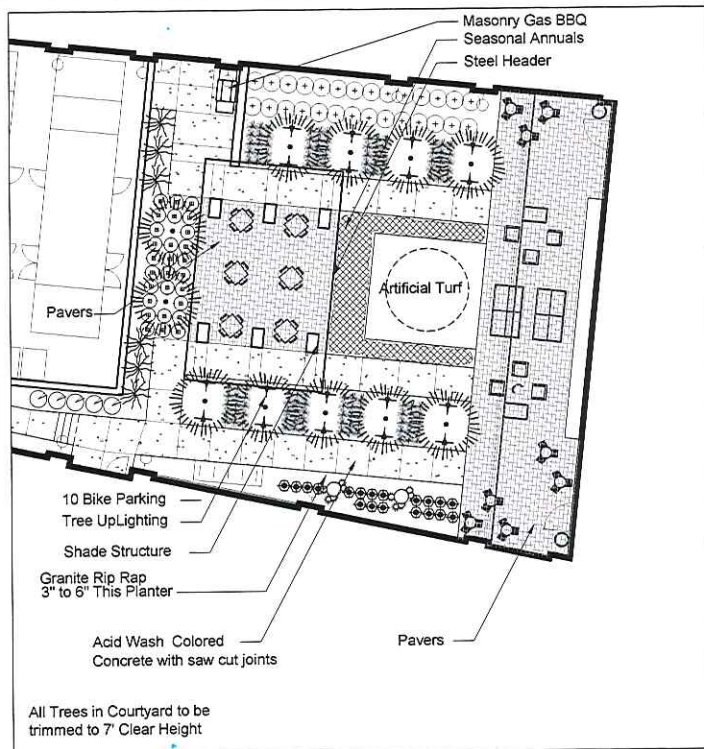 Masonry Gas BBQ
Seasonal Annuals
Steel Header
Artificial Turf
Pavers
10 Bike Parking
Tree UpLighting
Shade Structure
Granite Rip Rap
3" to 6" This Planter
Acid Wash Colored
Concrete with saw cut joints
Pavers
All Trees in Courtyard to be
trimmed to 7' Clear Height